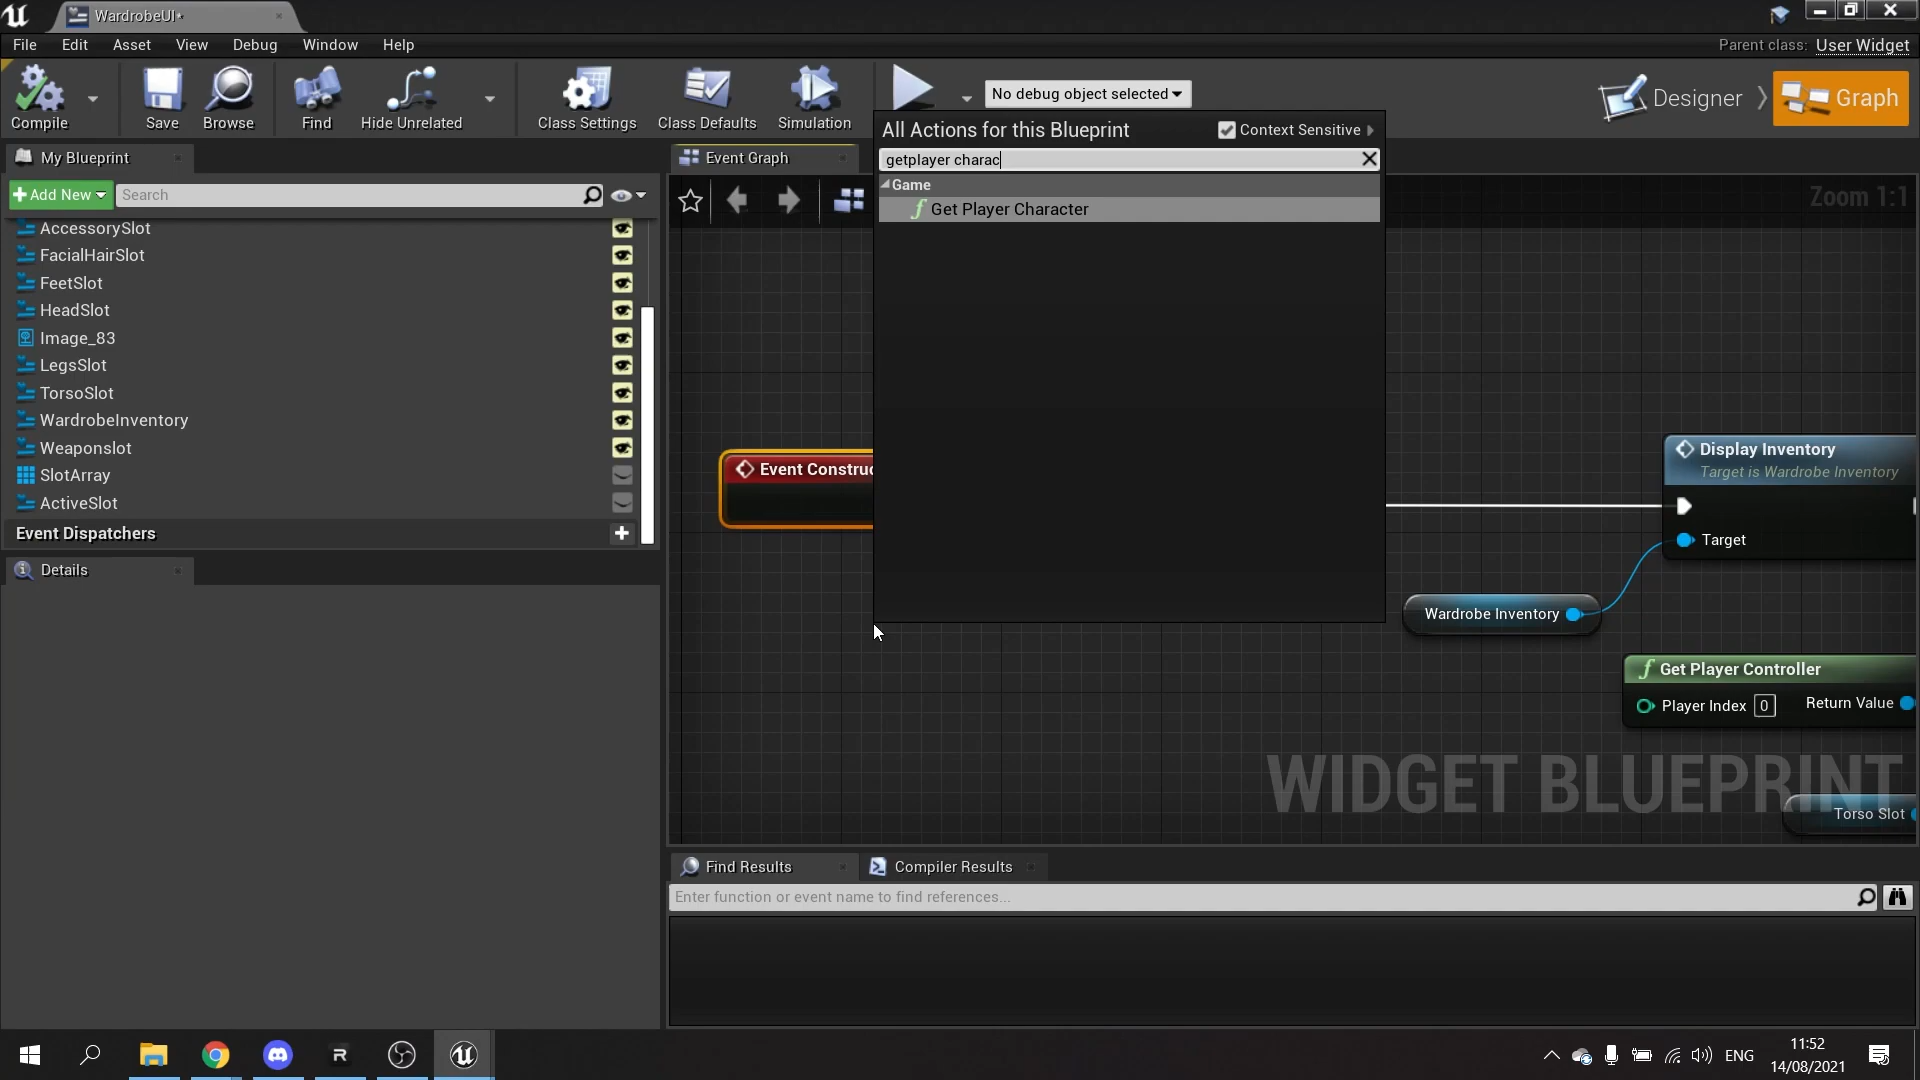 WardrobeUI*
File Edit Asset View Debug Window Help
Parent class: User Widget
Compile
Save
Browse
Find
Hide Unrelated
Class Settings
Class Defaults
Simulation
No debug object selected
Designer
Graph
My Blueprint
Add New
Search
AccessorySlot
FacialHairSlot
FeetSlot
HeadSlot
Image_83
LegsSlot
TorsoSlot
WardrobeInventory
Weaponslot
SlotArray
ActiveSlot
Event Dispatchers
Details
Event Graph
Zoom 1:1
All Actions for this Blueprint
Context Sensitive
getplayer charac
Game
f Get Player Character
Event Construc
Display Inventory
Target is Wardrobe Inventory
Target
Wardrobe Inventory
f Get Player Controller
Player Index 0 Return Value
Torso Slot
WIDGET BLUEPRINT
Find Results
Compiler Results
Enter function or event name to find references...
ENG
11:52
14/08/2021